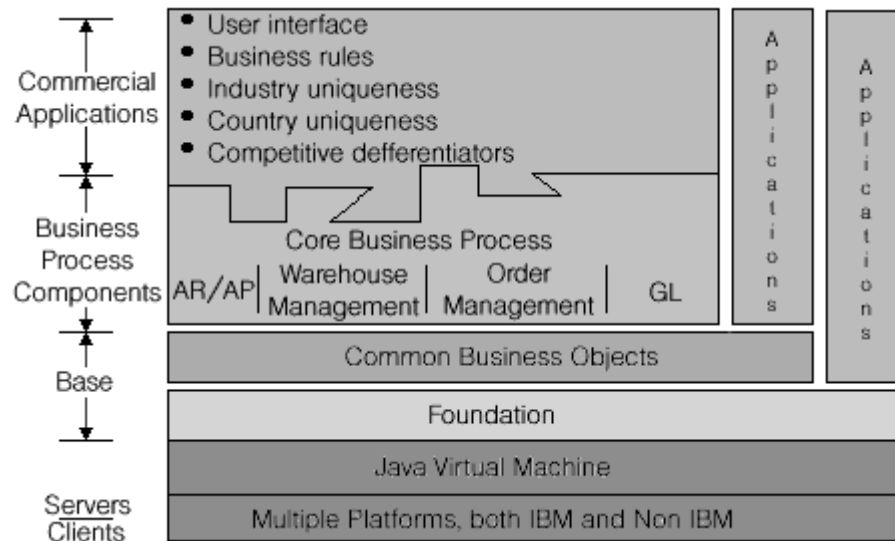 Commercial
Applications
Business
Process
Components
Base
Servers
Clients
• User interface
• Business rules
• Industry uniqueness
• Country uniqueness
• Competitive defferentiators
Core Business Process
AR/AP
Warehouse
Management
Order
Management
GL
Common Business Objects
Foundation
Java Virtual Machine
Multiple Platforms, both IBM and Non IBM
Applications
Applications